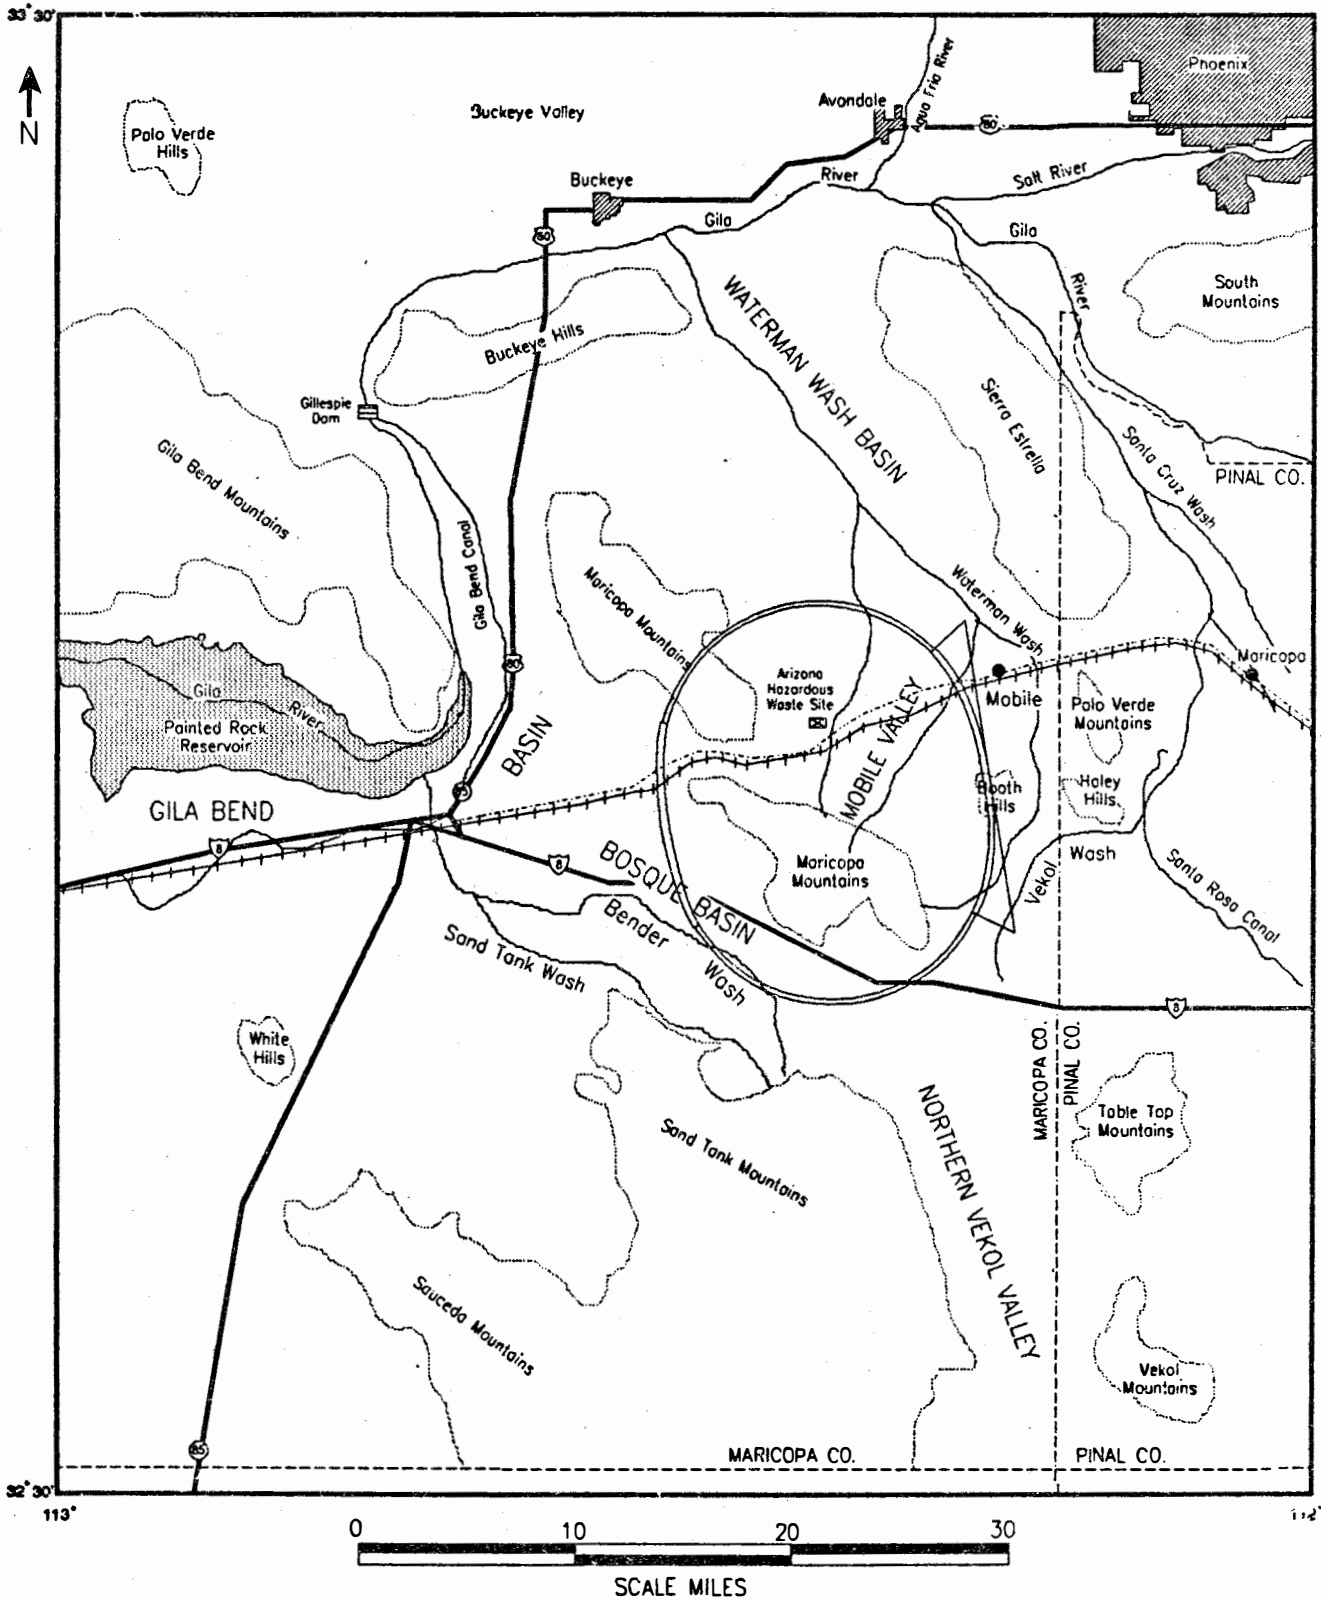 33°30'
N
Palo Verde
Hills
Buckeye Valley
Avondale
Agua Fria River
Phoenix
80
Buckeye
River
Salt River
Gila
80
Gila
River
South
Mountains
WATERMAN WASH BASIN
Buckeye Hills
Sierra Estrella
Gillespie
Dam
Gila Bend Mountains
Santa Cruz Wash
PINAL CO.
Gila Bend Canal
Maricopa Mountains
Waterman Wash
80
Arizona
Hazardous
Waste Site
Mobile
Maricopa
Palo Verde
Mountains
Gila
River
Painted Rock
Reservoir
BASIN
MOBILE VALLEY
Booth
Hills
Haley
Hills
85
GILA BEND
8
8
BOSQUE BASIN
Maricopa
Mountains
Vekol
Wash
Santa Rosa Canal
Bender
Wash
Sand Tank Wash
8
White
Hills
MARICOPA CO.
PINAL CO.
Table Top
Mountains
Sand Tank Mountains
NORTHERN VEKOL VALLEY
Sauceda Mountains
Vekol
Mountains
85
MARICOPA CO.
PINAL CO.
32°30'
113°
0 10 20 30
SCALE MILES